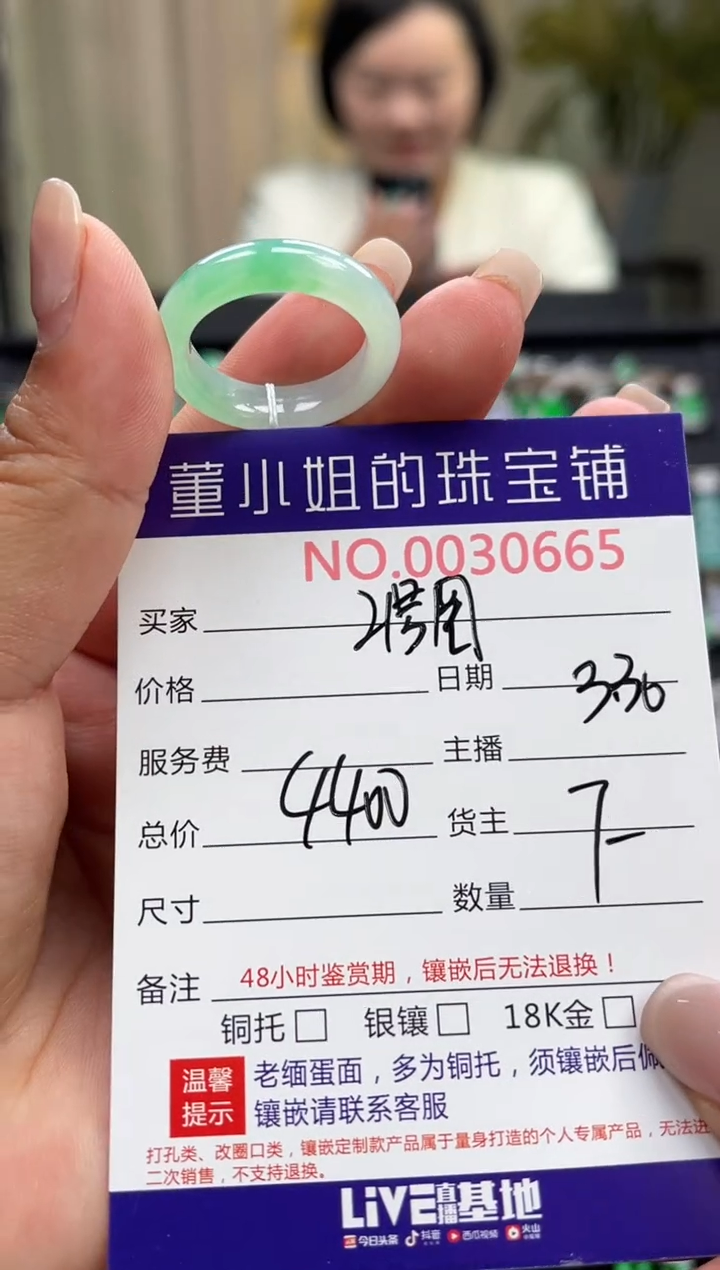 董小姐的珠宝铺
NO.0030665
买家 2号圈
价格 日期 3.30
服务费 主播
总价 4400 货主
尺寸 数量
备注 48小时鉴赏期，镶嵌后无法退换！
铜托 银镶 18K金
温馨提示 老缅蛋面，多为铜托，须镶嵌后佩
镶嵌请联系客服
打孔类、改圈口类，镶嵌定制款产品属于量身打造的个人专属产品，无法进
二次销售，不支持退换。
LiVE直播基地
今日头条 抖音 西瓜视频 火山